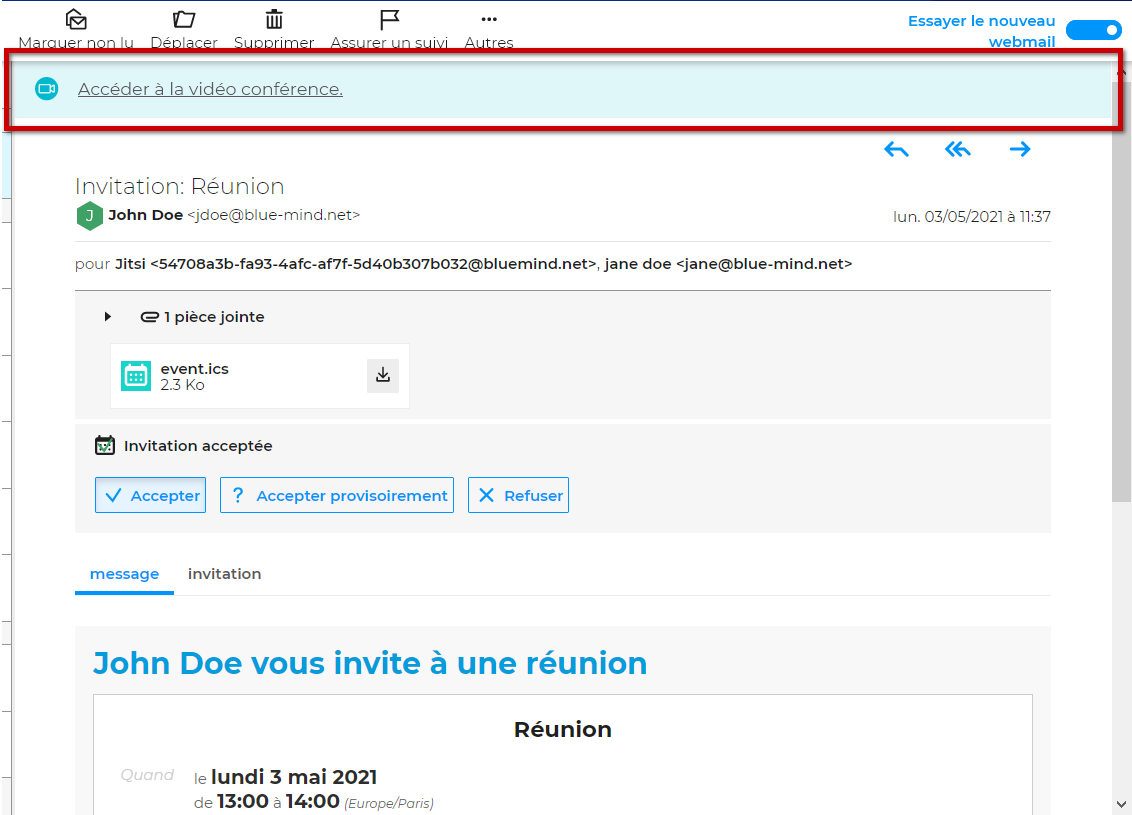 Essayer le nouveau
webmail
Marquer non lu Déplacer Supprimer Assurer un suivi Autres
Accéder à la vidéo conférence.
Invitation: Réunion
J John Doe <jdoe@blue-mind.net>
lun. 03/05/2021 à 11:37
pour Jitsi <54708a3b-fa93-4afc-af7f-5d40b307b032@bluemind.net>, jane doe <jane@blue-mind.net>
1 pièce jointe
event.ics
2.3 Ko
Invitation acceptée
Accepter ? Accepter provisoirement Refuser
message invitation
John Doe vous invite à une réunion
Réunion
Quand le lundi 3 mai 2021
de 13:00 à 14:00 (Europe/Paris)